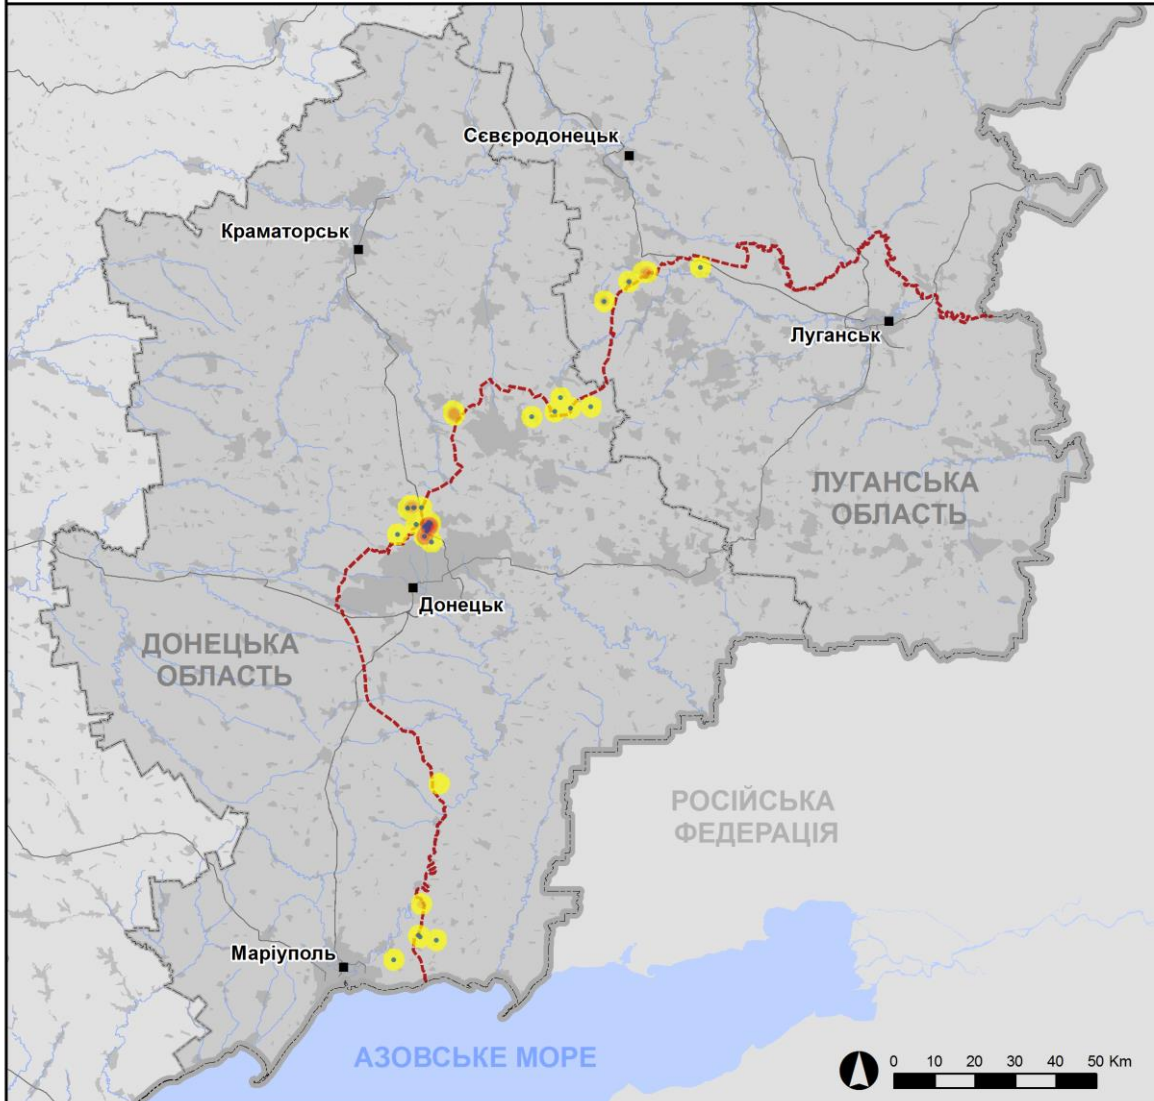 Сєвєродонецьк
Краматорськ
Луганськ
ЛУГАНСЬКА
ОБЛАСТЬ
Донецьк
ДОНЕЦЬКА
ОБЛАСТЬ
РОСІЙСЬКА
ФЕДЕРАЦІЯ
Маріуполь
АЗОВСЬКЕ МОРЕ
0 10 20 30 40 50 Km